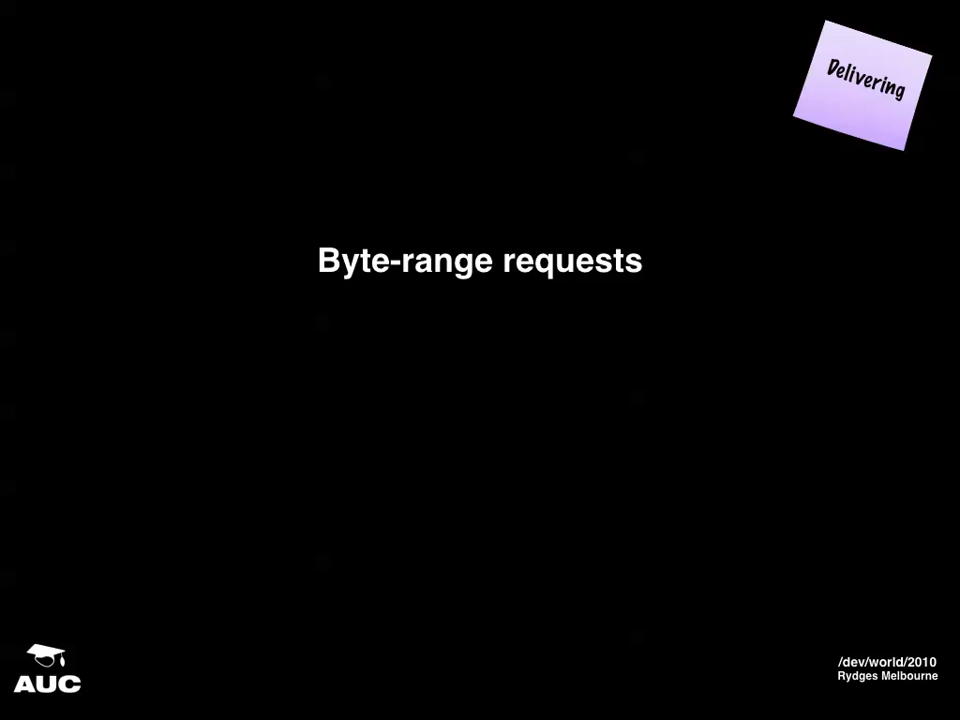 Delivering
Byte-range requests
AUC
/dev/world/2010
Rydges Melbourne